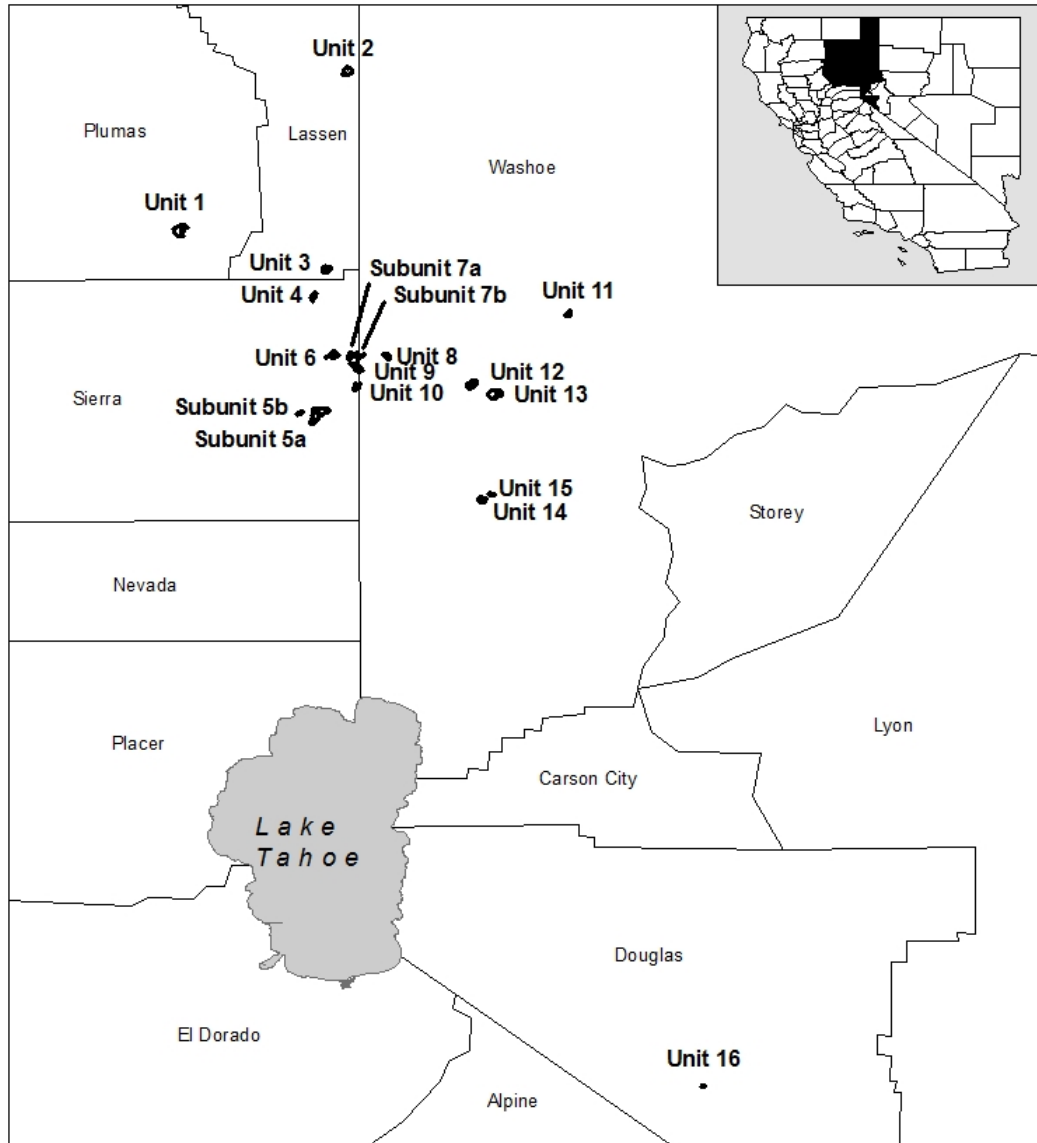 Unit 2
Plumas
Lassen
Washoe
Unit 1
Unit 3
Subunit 7a
Unit 4
Subunit 7b
Unit 11
Unit 6
Unit 8
Unit 9
Unit 12
Unit 10
Unit 13
Sierra
Subunit 5b
Subunit 5a
Unit 15
Unit 14
Storey
Nevada
Placer
Lyon
Carson City
Lake
Tahoe
Douglas
El Dorado
Unit 16
Alpine